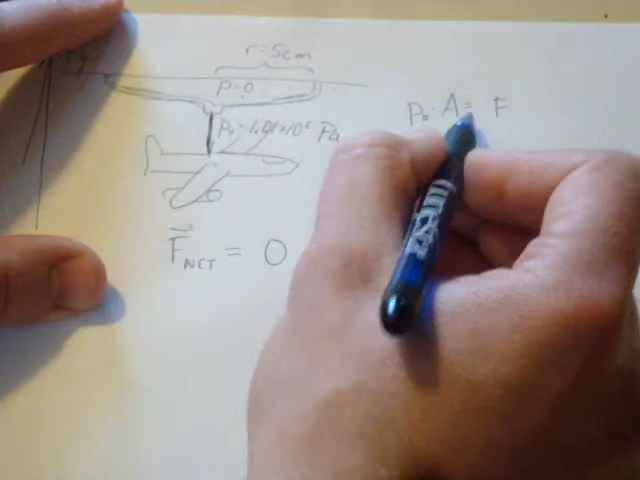 r=5cm
P=0
P₀ · A = F
P₀=1.01×10⁵ Pa
F⃗NET = 0